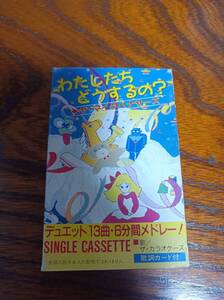 わたしたち
どうするの?
デュエット13曲・6分間メドレー!
SINGLE CASSETTE
ザ・カラオケーズ
歌詞カード付